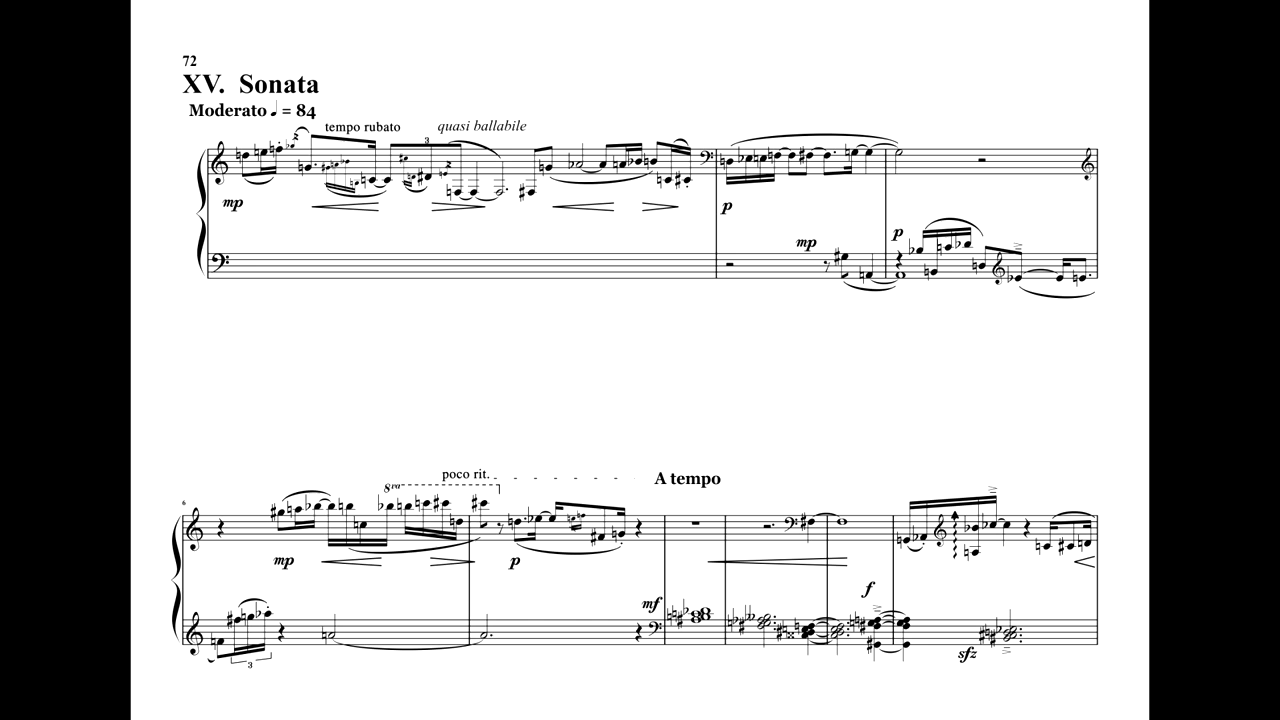 72
XV. Sonata
Moderato ♩ = 84
tempo rubato
quasi ballabile
3
mp
p
mp
p
poco rit.
A tempo
6
8va
mp
p
mf
f
3
sfz